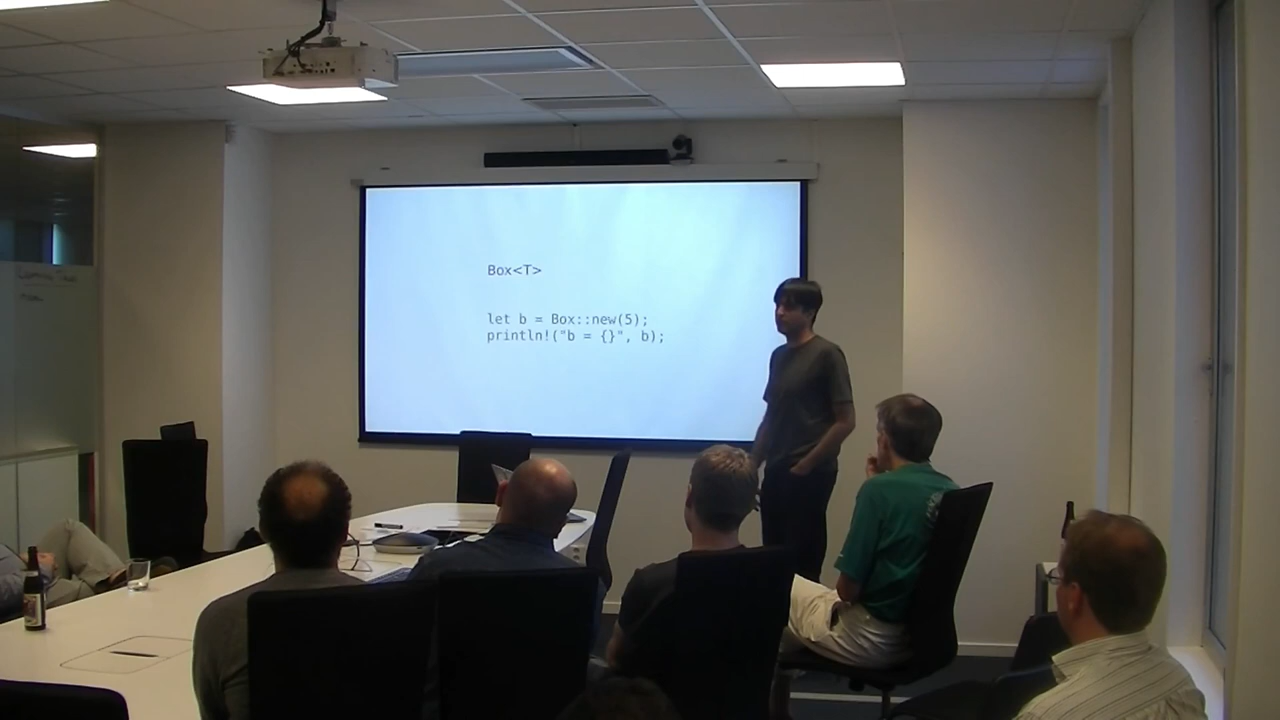 Box<T>
let b = Box::new(5);
println!("b = {}", b);